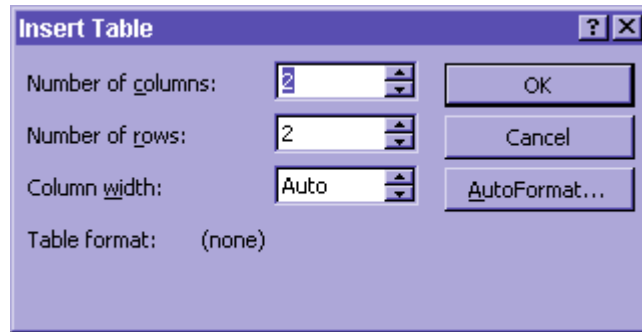 Insert Table ? X
Number of columns: 2 OK
Number of rows: 2 Cancel
Column width: Auto AutoFormat...
Table format: (none)